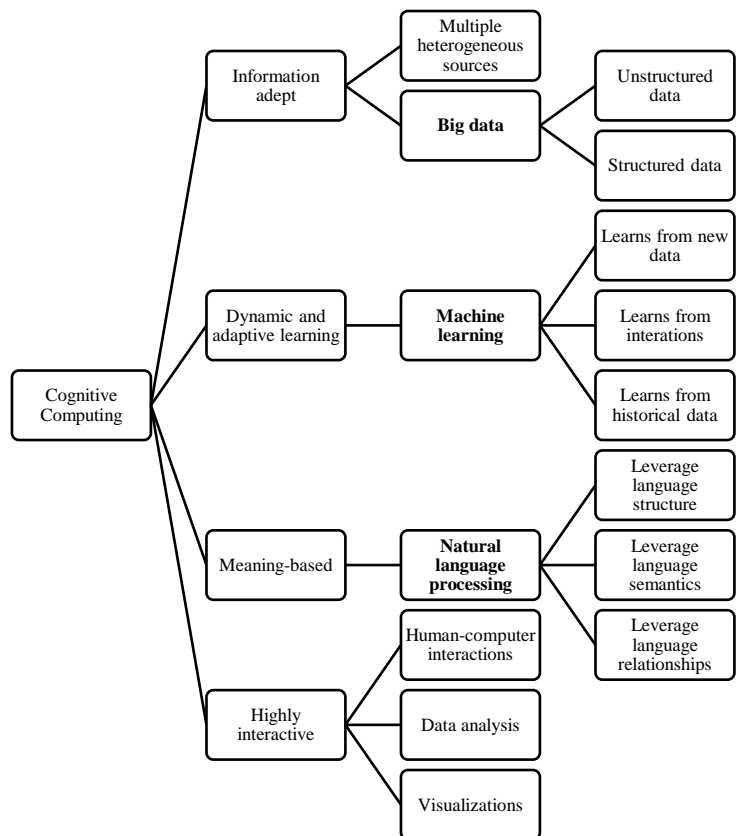 Multiple
heterogeneous
sources
Information
adept
Unstructured
data
Big data
Structured data
Learns from new
data
Dynamic and
adaptive learning
Machine
learning
Learns from
interations
Cognitive
Computing
Learns from
historical data
Leverage
language
structure
Meaning-based
Natural
language
processing
Leverage
language
semantics
Human-computer
interactions
Leverage
language
relationships
Highly
interactive
Data analysis
Visualizations